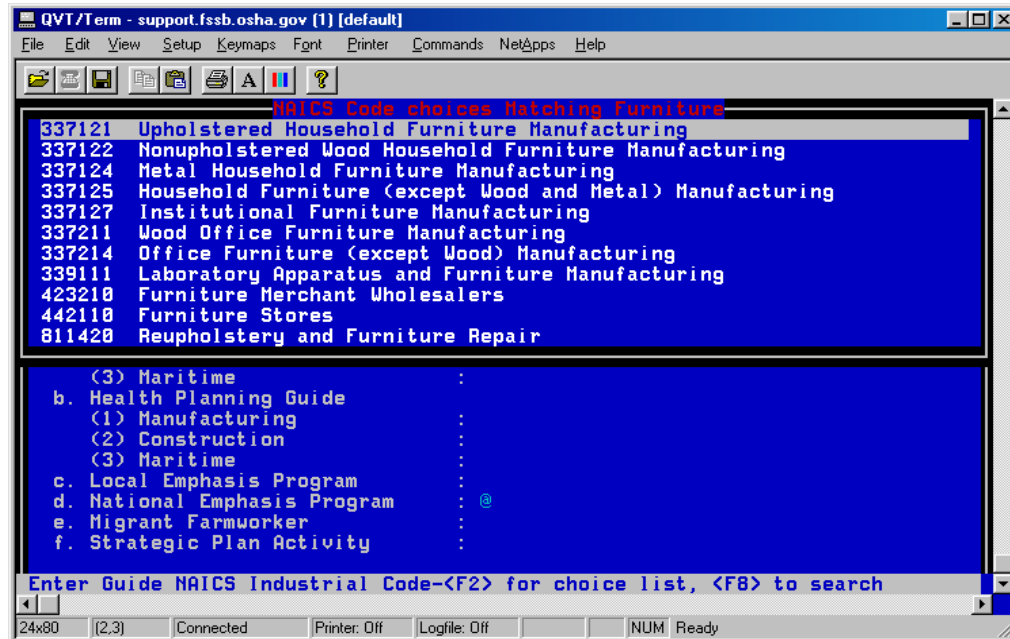 QVT/Term - support.fssb.osha.gov (1) [default]
File Edit View Setup Keymaps Font Printer Commands NetApps Help
A
NAICS Code choices Matching Furniture
337121 Upholstered Household Furniture Manufacturing
337122 Nonupholstered Wood Household Furniture Manufacturing
337124 Metal Household Furniture Manufacturing
337125 Household Furniture (except Wood and Metal) Manufacturing
337127 Institutional Furniture Manufacturing
337211 Wood Office Furniture Manufacturing
337214 Office Furniture (except Wood) Manufacturing
339111 Laboratory Apparatus and Furniture Manufacturing
423210 Furniture Merchant Wholesalers
442110 Furniture Stores
811420 Reupholstery and Furniture Repair
(3) Maritime :
b. Health Planning Guide
(1) Manufacturing :
(2) Construction :
(3) Maritime :
c. Local Emphasis Program :
d. National Emphasis Program : @
e. Migrant Farmworker :
f. Strategic Plan Activity :
Enter Guide NAICS Industrial Code-<F2> for choice list, <F8> to search
24x80 (2,3) Connected Printer: Off Logfile: Off NUM Ready